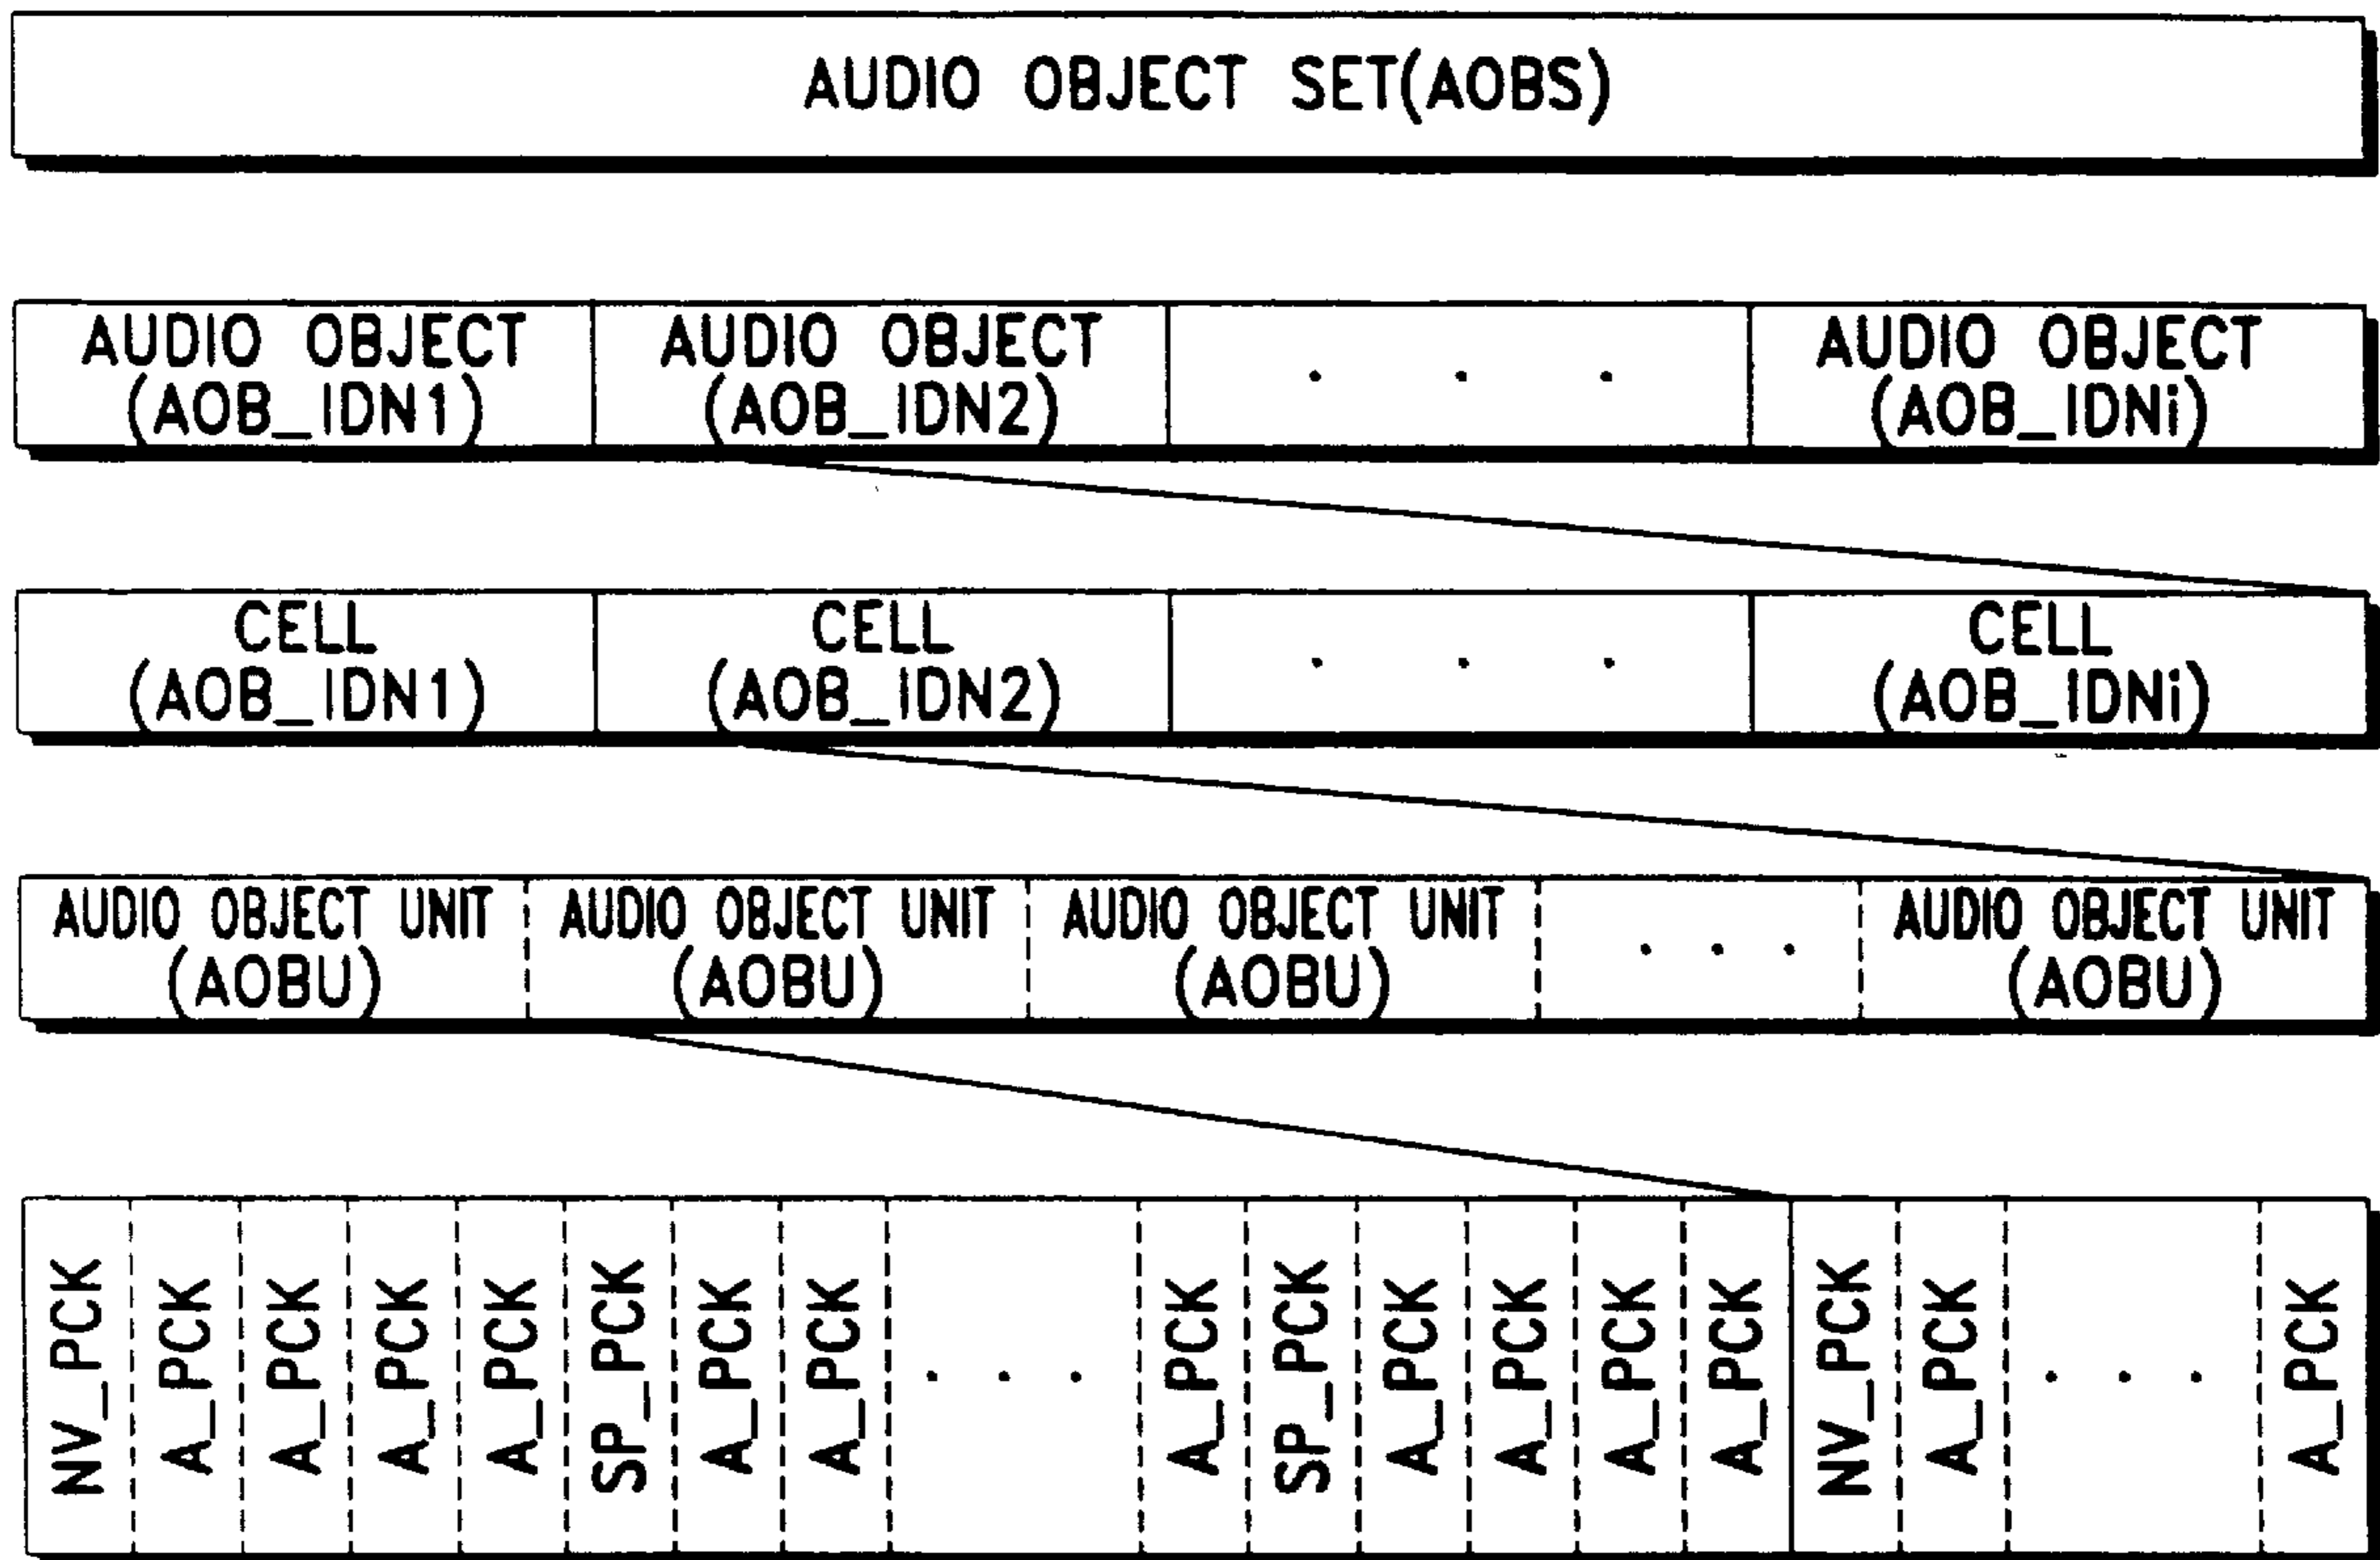 AUDIO OBJECT SET(AOBS)
AUDIO OBJECT
(AOB_IDN1)
AUDIO OBJECT
(AOB_IDN2)
. . .
AUDIO OBJECT
(AOB_IDNi)
CELL
(AOB_IDN1)
CELL
(AOB_IDN2)
. . .
CELL
(AOB_IDNi)
AUDIO OBJECT UNIT
(AOBU)
AUDIO OBJECT UNIT
(AOBU)
AUDIO OBJECT UNIT
(AOBU)
. . .
AUDIO OBJECT UNIT
(AOBU)
NV_PCK
A_PCK
A_PCK
A_PCK
A_PCK
SP_PCK
A_PCK
A_PCK
. . .
A_PCK
SP_PCK
A_PCK
A_PCK
A_PCK
A_PCK
NV_PCK
A_PCK
. . .
A_PCK